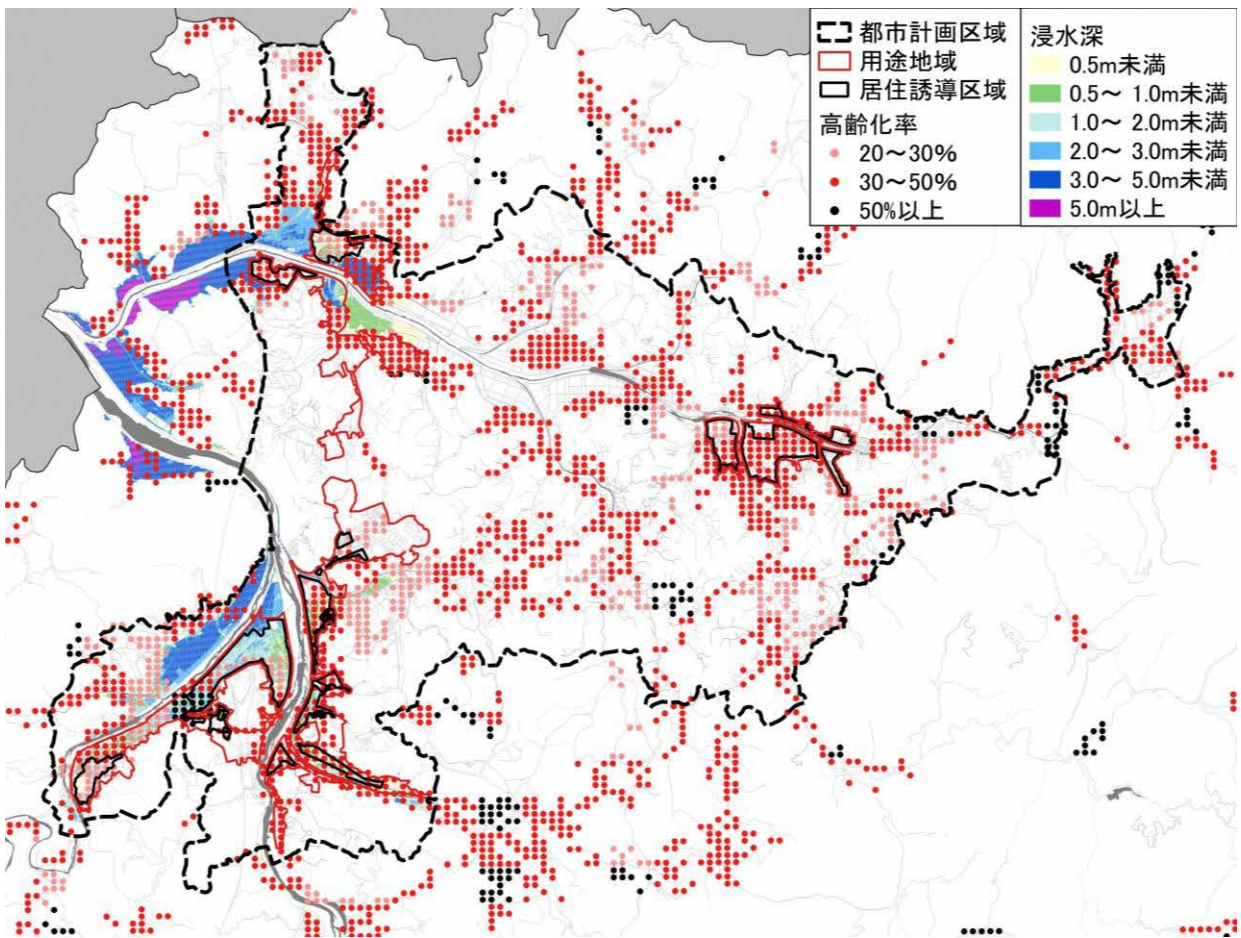 都市計画区域
用途地域
居住誘導区域
高齢化率
20～30%
30～50%
50%以上
浸水深
0.5m未満
0.5～ 1.0m未満
1.0～ 2.0m未満
2.0～ 3.0m未満
3.0～ 5.0m未満
5.0m以上